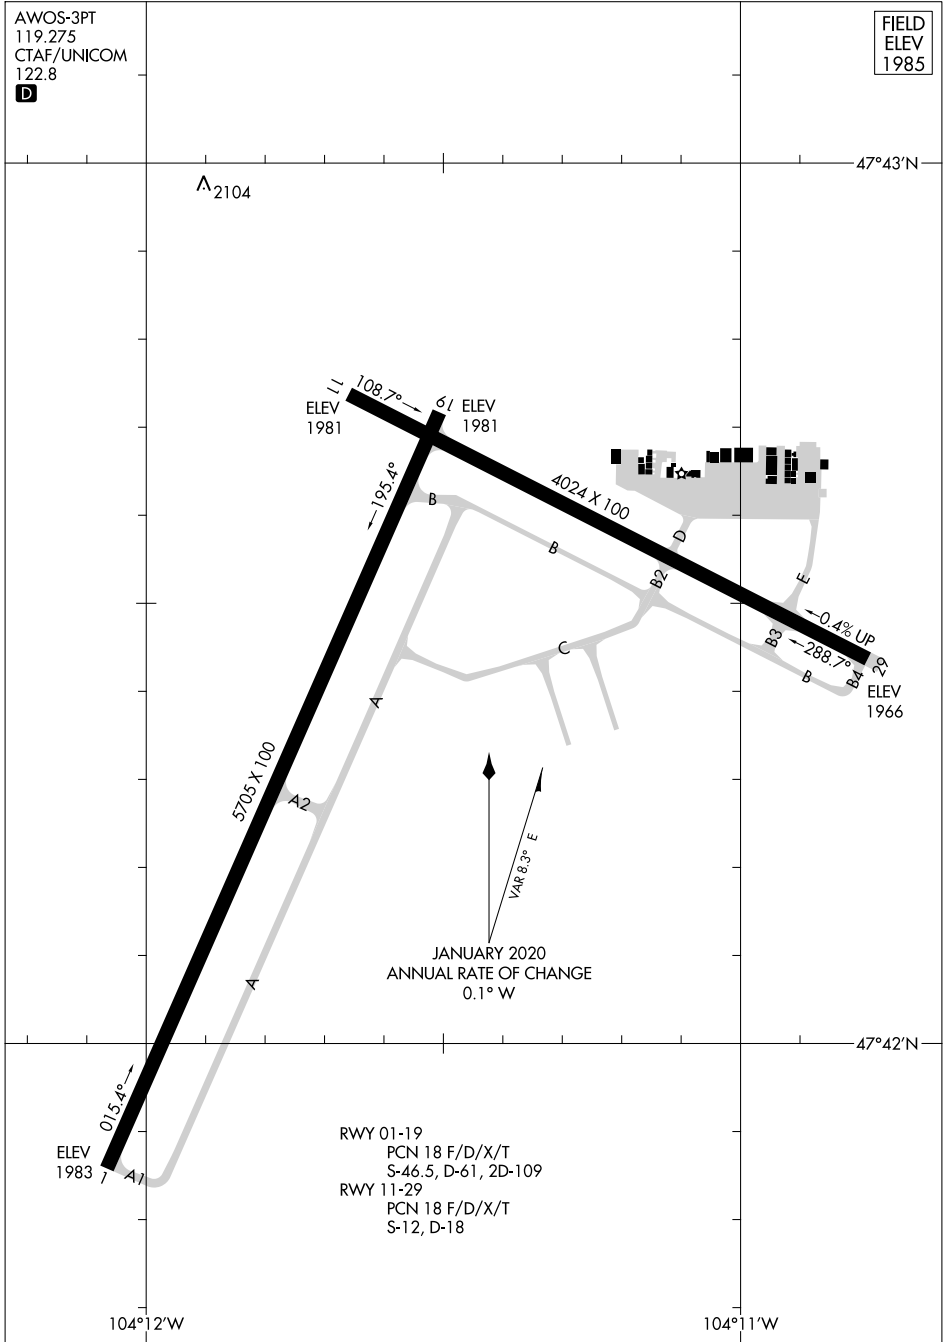 AWOS-3PT
119.275
CTAF/UNICOM
122.8
D
FIELD
ELEV
1985
47°43'N
2104
11
108.7°
ELEV
1981
19
ELEV
1981
195.4°
4024 X 100
B
B
D
B2
E
0.4% UP
B3
288.7°
29
B
B4
ELEV
1966
C
A
5705 X 100
A2
VAR 8.3° E
JANUARY 2020
ANNUAL RATE OF CHANGE
0.1° W
A
47°42'N
015.4°
ELEV
1983
1
A1
RWY 01-19
PCN 18 F/D/X/T
S-46.5, D-61, 2D-109
RWY 11-29
PCN 18 F/D/X/T
S-12, D-18
104°12'W
104°11'W